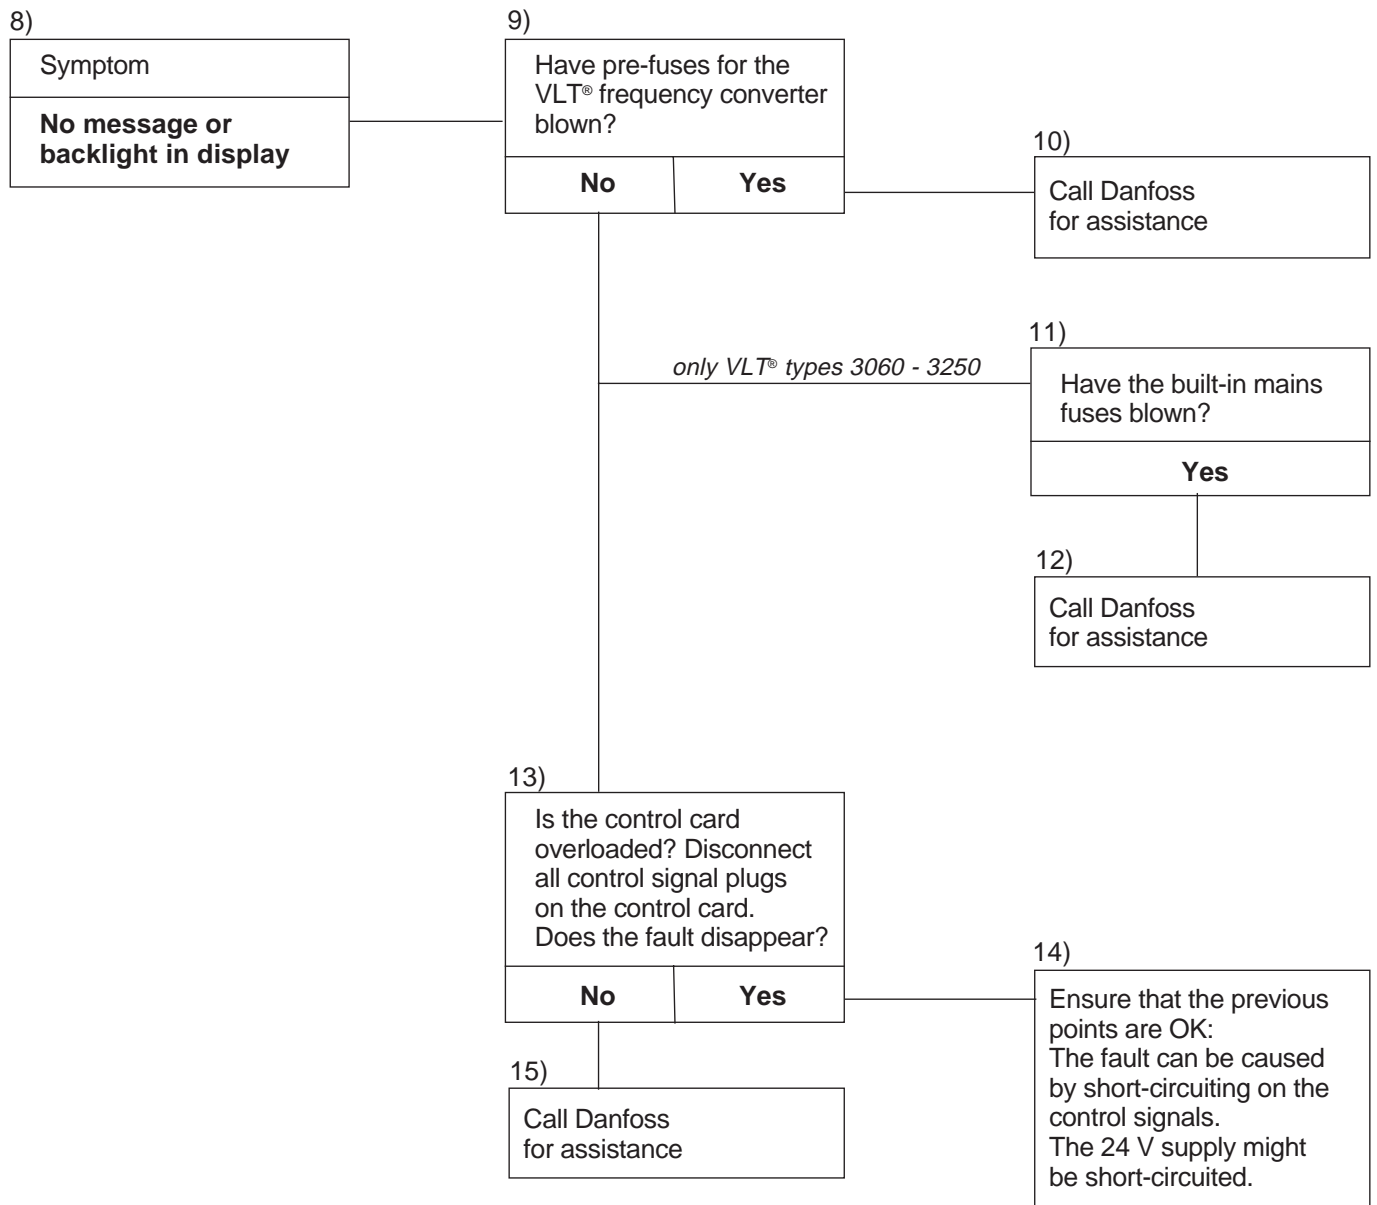 8)
Symptom
No message or
backlight in display
9)
Have pre-fuses for the
VLT® frequency converter
blown?
No Yes
10)
Call Danfoss
for assistance
only VLT® types 3060 - 3250
11)
Have the built-in mains
fuses blown?
Yes
12)
Call Danfoss
for assistance
13)
Is the control card
overloaded? Disconnect
all control signal plugs
on the control card.
Does the fault disappear?
No Yes
14)
Ensure that the previous
points are OK:
The fault can be caused
by short-circuiting on the
control signals.
The 24 V supply might
be short-circuited.
15)
Call Danfoss
for assistance